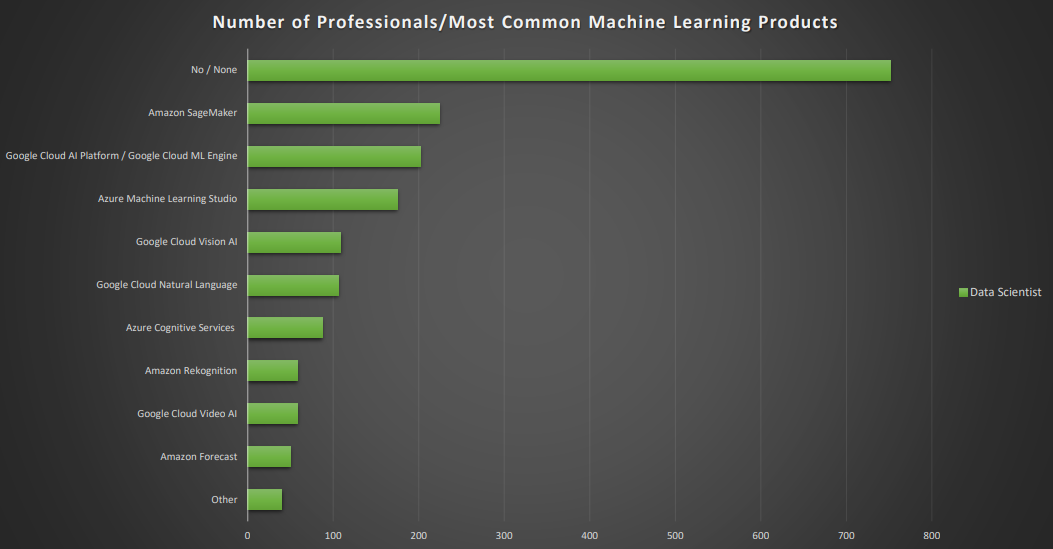 Number of Professionals/Most Common Machine Learning Products
No / None
Amazon SageMaker
Google Cloud AI Platform / Google Cloud ML Engine
Azure Machine Learning Studio
Google Cloud Vision AI
Google Cloud Natural Language
Azure Cognitive Services
Amazon Rekognition
Google Cloud Video AI
Amazon Forecast
Other
0 100 200 300 400 500 600 700 800
Data Scientist